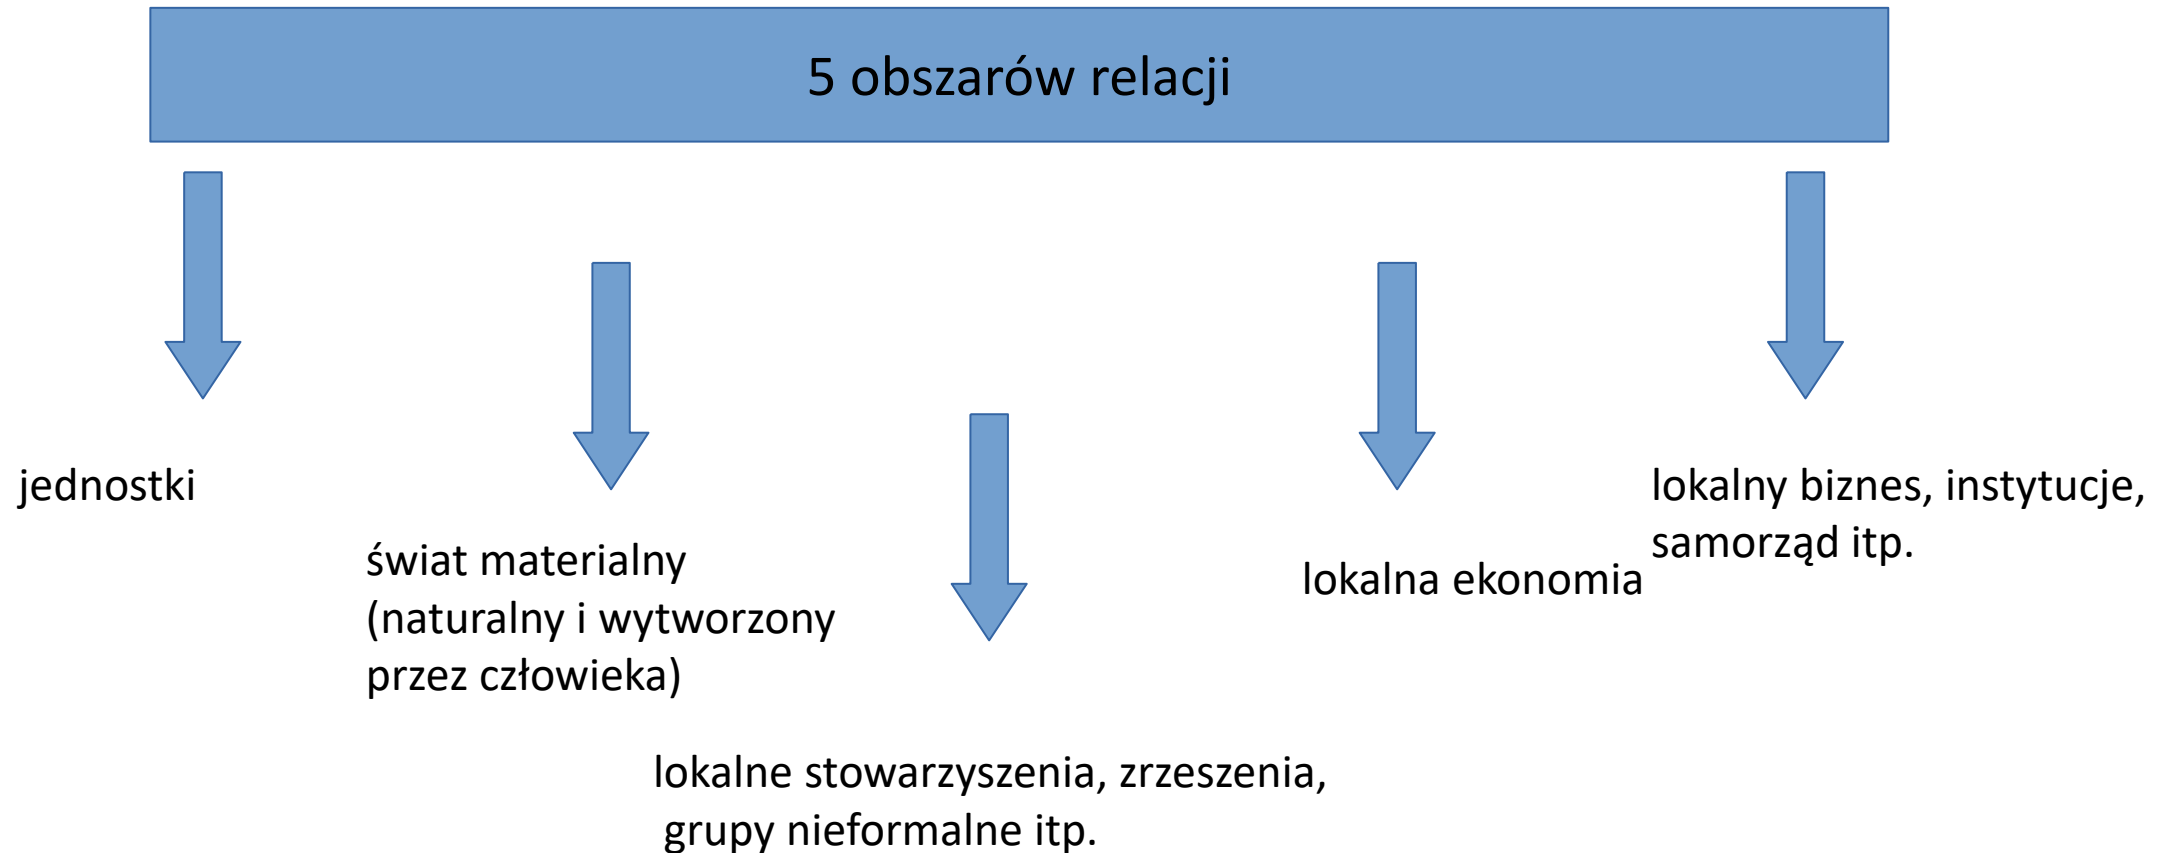 5 obszarów relacji
jednostki
świat materialny
(naturalny i wytworzony
przez człowieka)
lokalne stowarzyszenia, zrzeszenia,
grupy nieformalne itp.
lokalna ekonomia
lokalny biznes, instytucje,
samorząd itp.